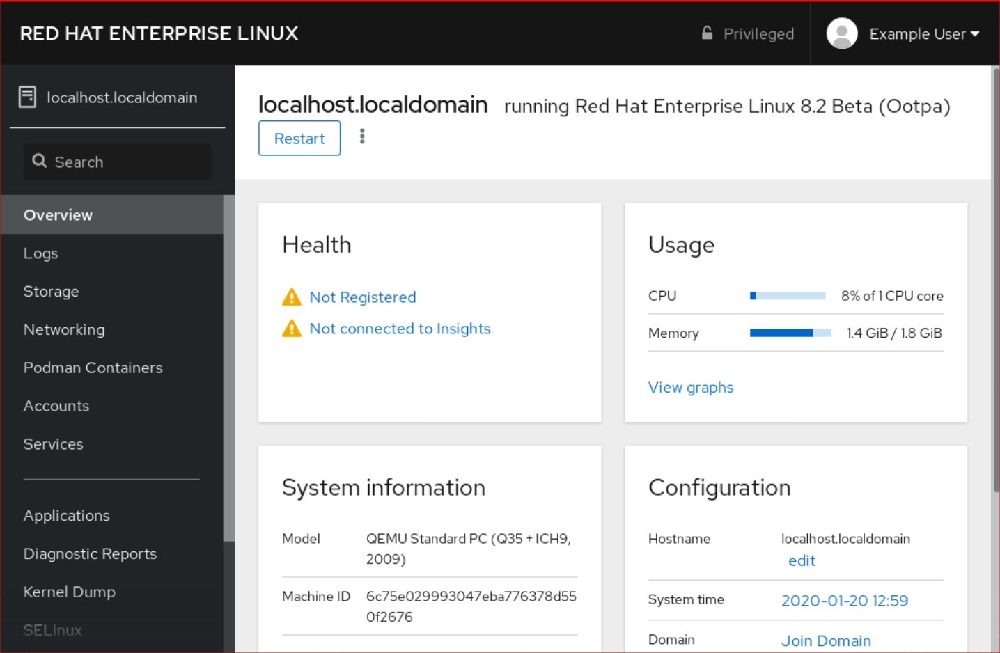 RED HAT ENTERPRISE LINUX
Privileged
Example User
localhost.localdomain
Search
Overview
Logs
Storage
Networking
Podman Containers
Accounts
Services
Applications
Diagnostic Reports
Kernel Dump
SELinux
localhost.localdomain running Red Hat Enterprise Linux 8.2 Beta (Ootpa)
Restart
Health
Not Registered
Not connected to Insights
Usage
CPU 8% of 1 CPU core
Memory 1.4 GiB / 1.8 GiB
View graphs
System information
Model QEMU Standard PC (Q35 + ICH9,
2009)
Machine ID 6c75e029993047eba776378d55
0f2676
Configuration
Hostname localhost.localdomain
edit
System time 2020-01-20 12:59
Domain Join Domain